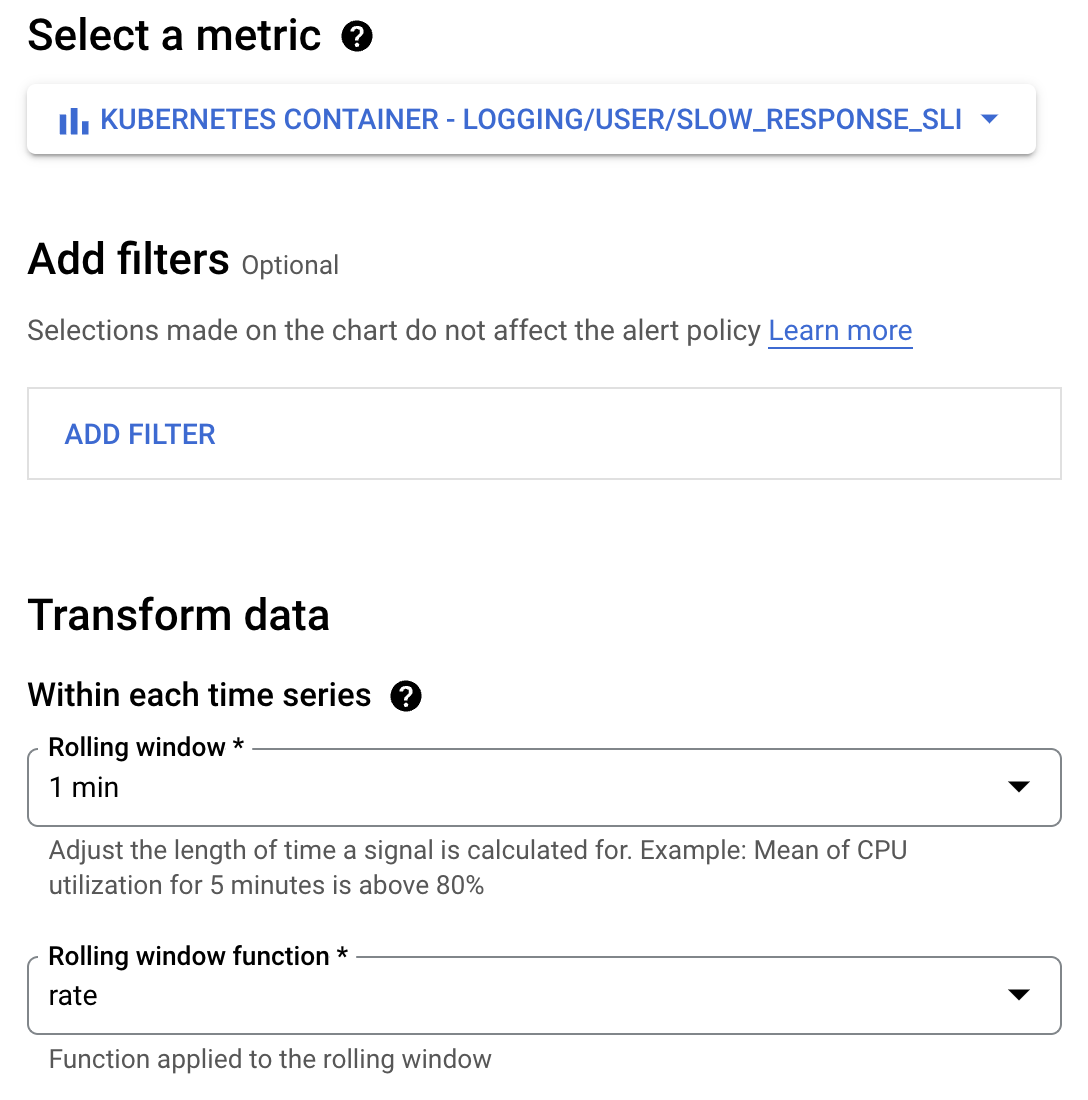 Select a metric ?
KUBERNETES CONTAINER - LOGGING/USER/SLOW_RESPONSE_SLI
Add filters Optional
Selections made on the chart do not affect the alert policy Learn more
ADD FILTER
Transform data
Within each time series ?
Rolling window *
1 min
Adjust the length of time a signal is calculated for. Example: Mean of CPU
utilization for 5 minutes is above 80%
Rolling window function *
rate
Function applied to the rolling window